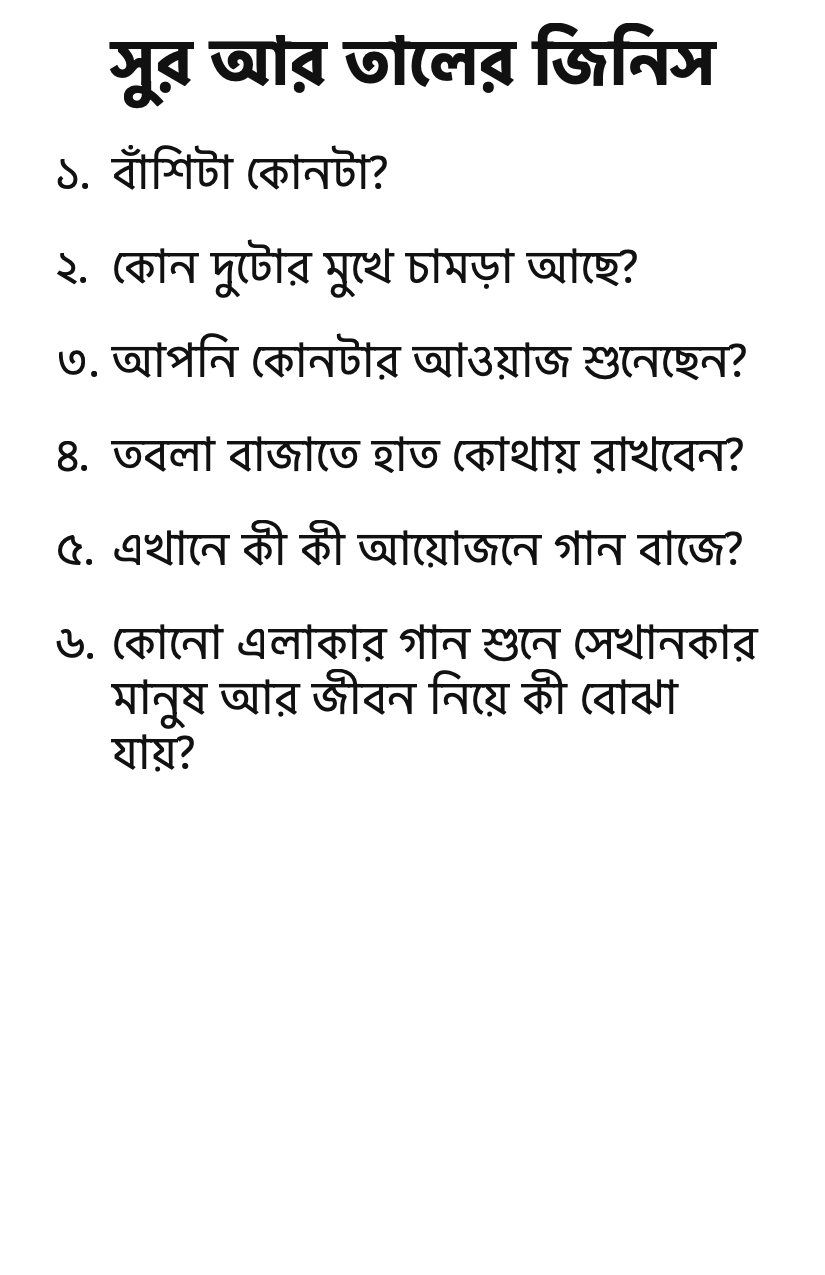 সুর আর তালের জিনিস
১. বাঁশিটা কোনটা?
২. কোন দুটোর মুখে চামড়া আছে?
৩. আপনি কোনটার আওয়াজ শুনেছেন?
৪. তবলা বাজাতে হাত কোথায় রাখবেন?
৫. এখানে কী কী আয়োজনে গান বাজে?
৬. কোনো এলাকার গান শুনে সেখানকার
মানুষ আর জীবন নিয়ে কী বোঝা
যায়?